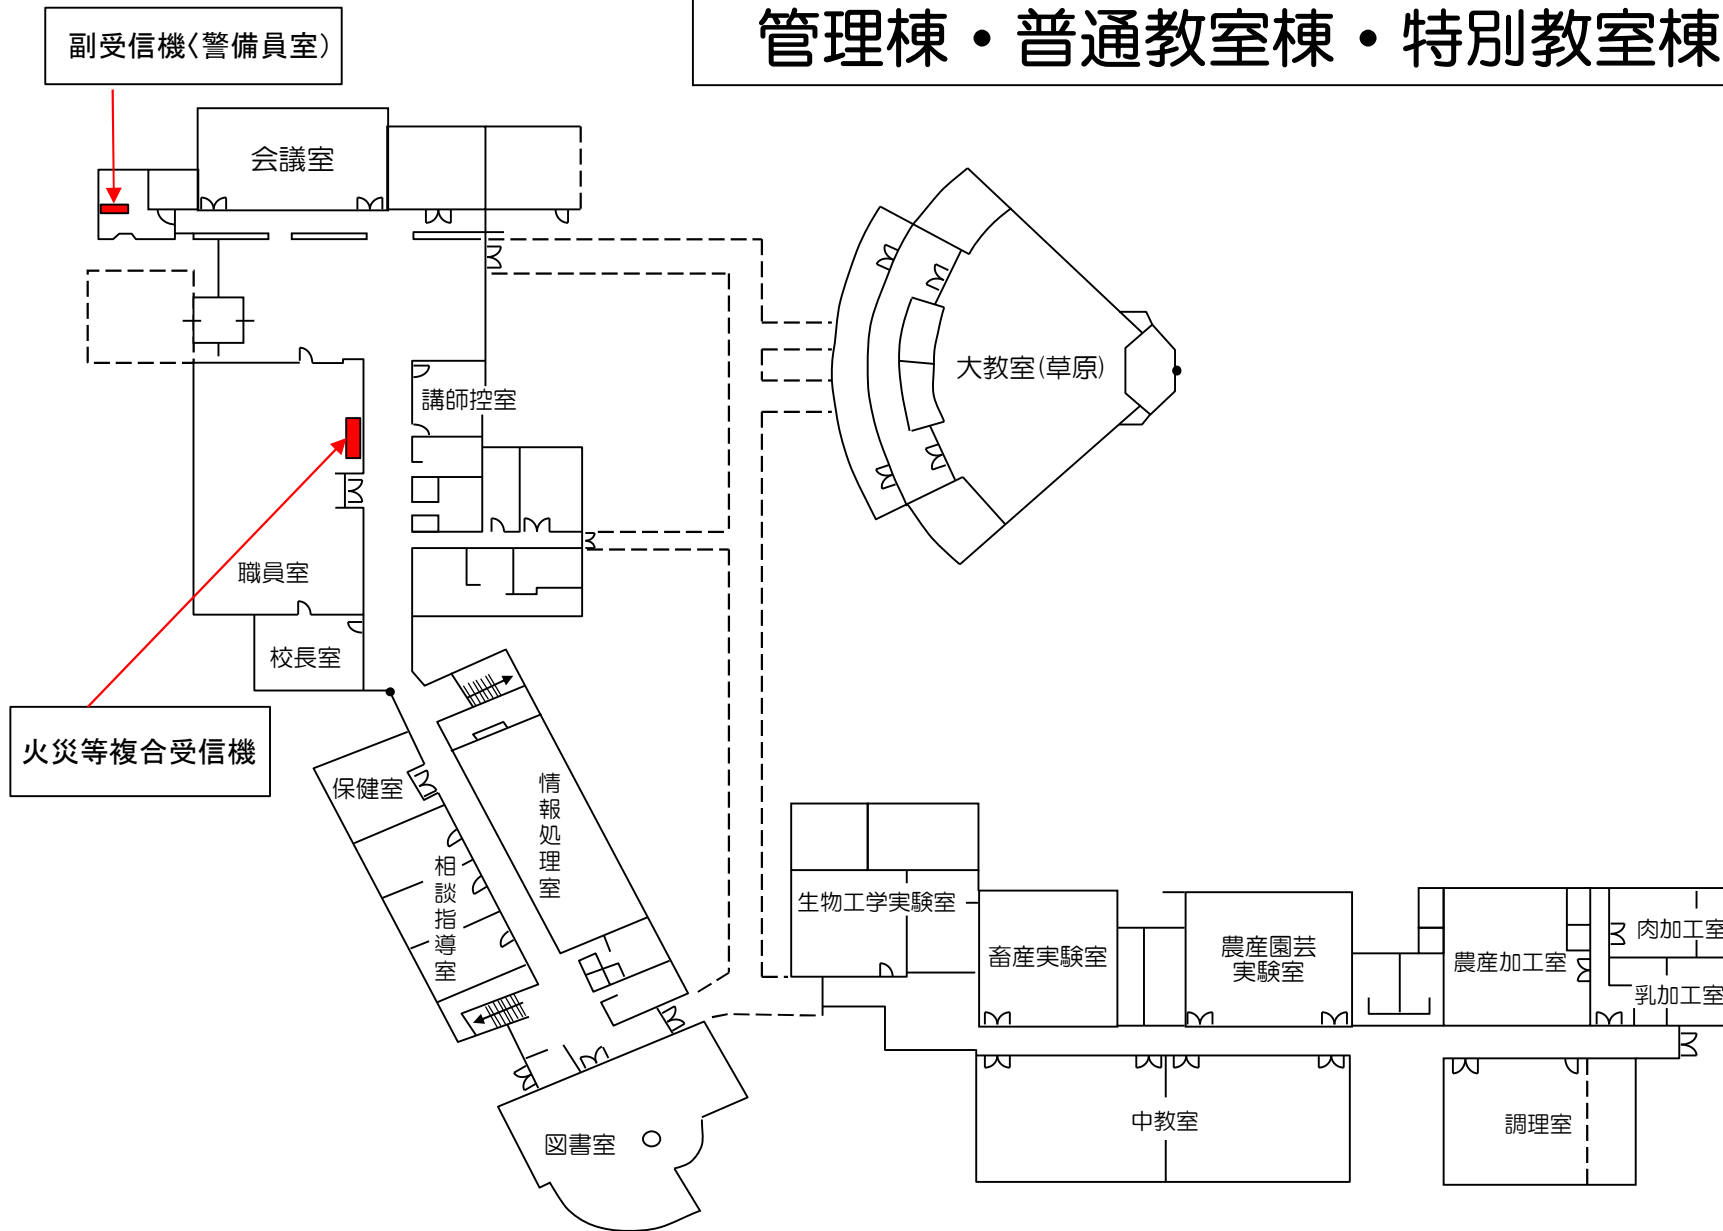 管理棟・普通教室棟・特別教室棟
副受信機〈警備員室〉
会議室
大教室(草原)
講師控室
職員室
校長室
火災等複合受信機
保健室
情報処理室
相談指導室
生物工学実験室
畜産実験室
農産園芸
実験室
農産加工室
肉加工室
乳加工室
中教室
調理室
図書室